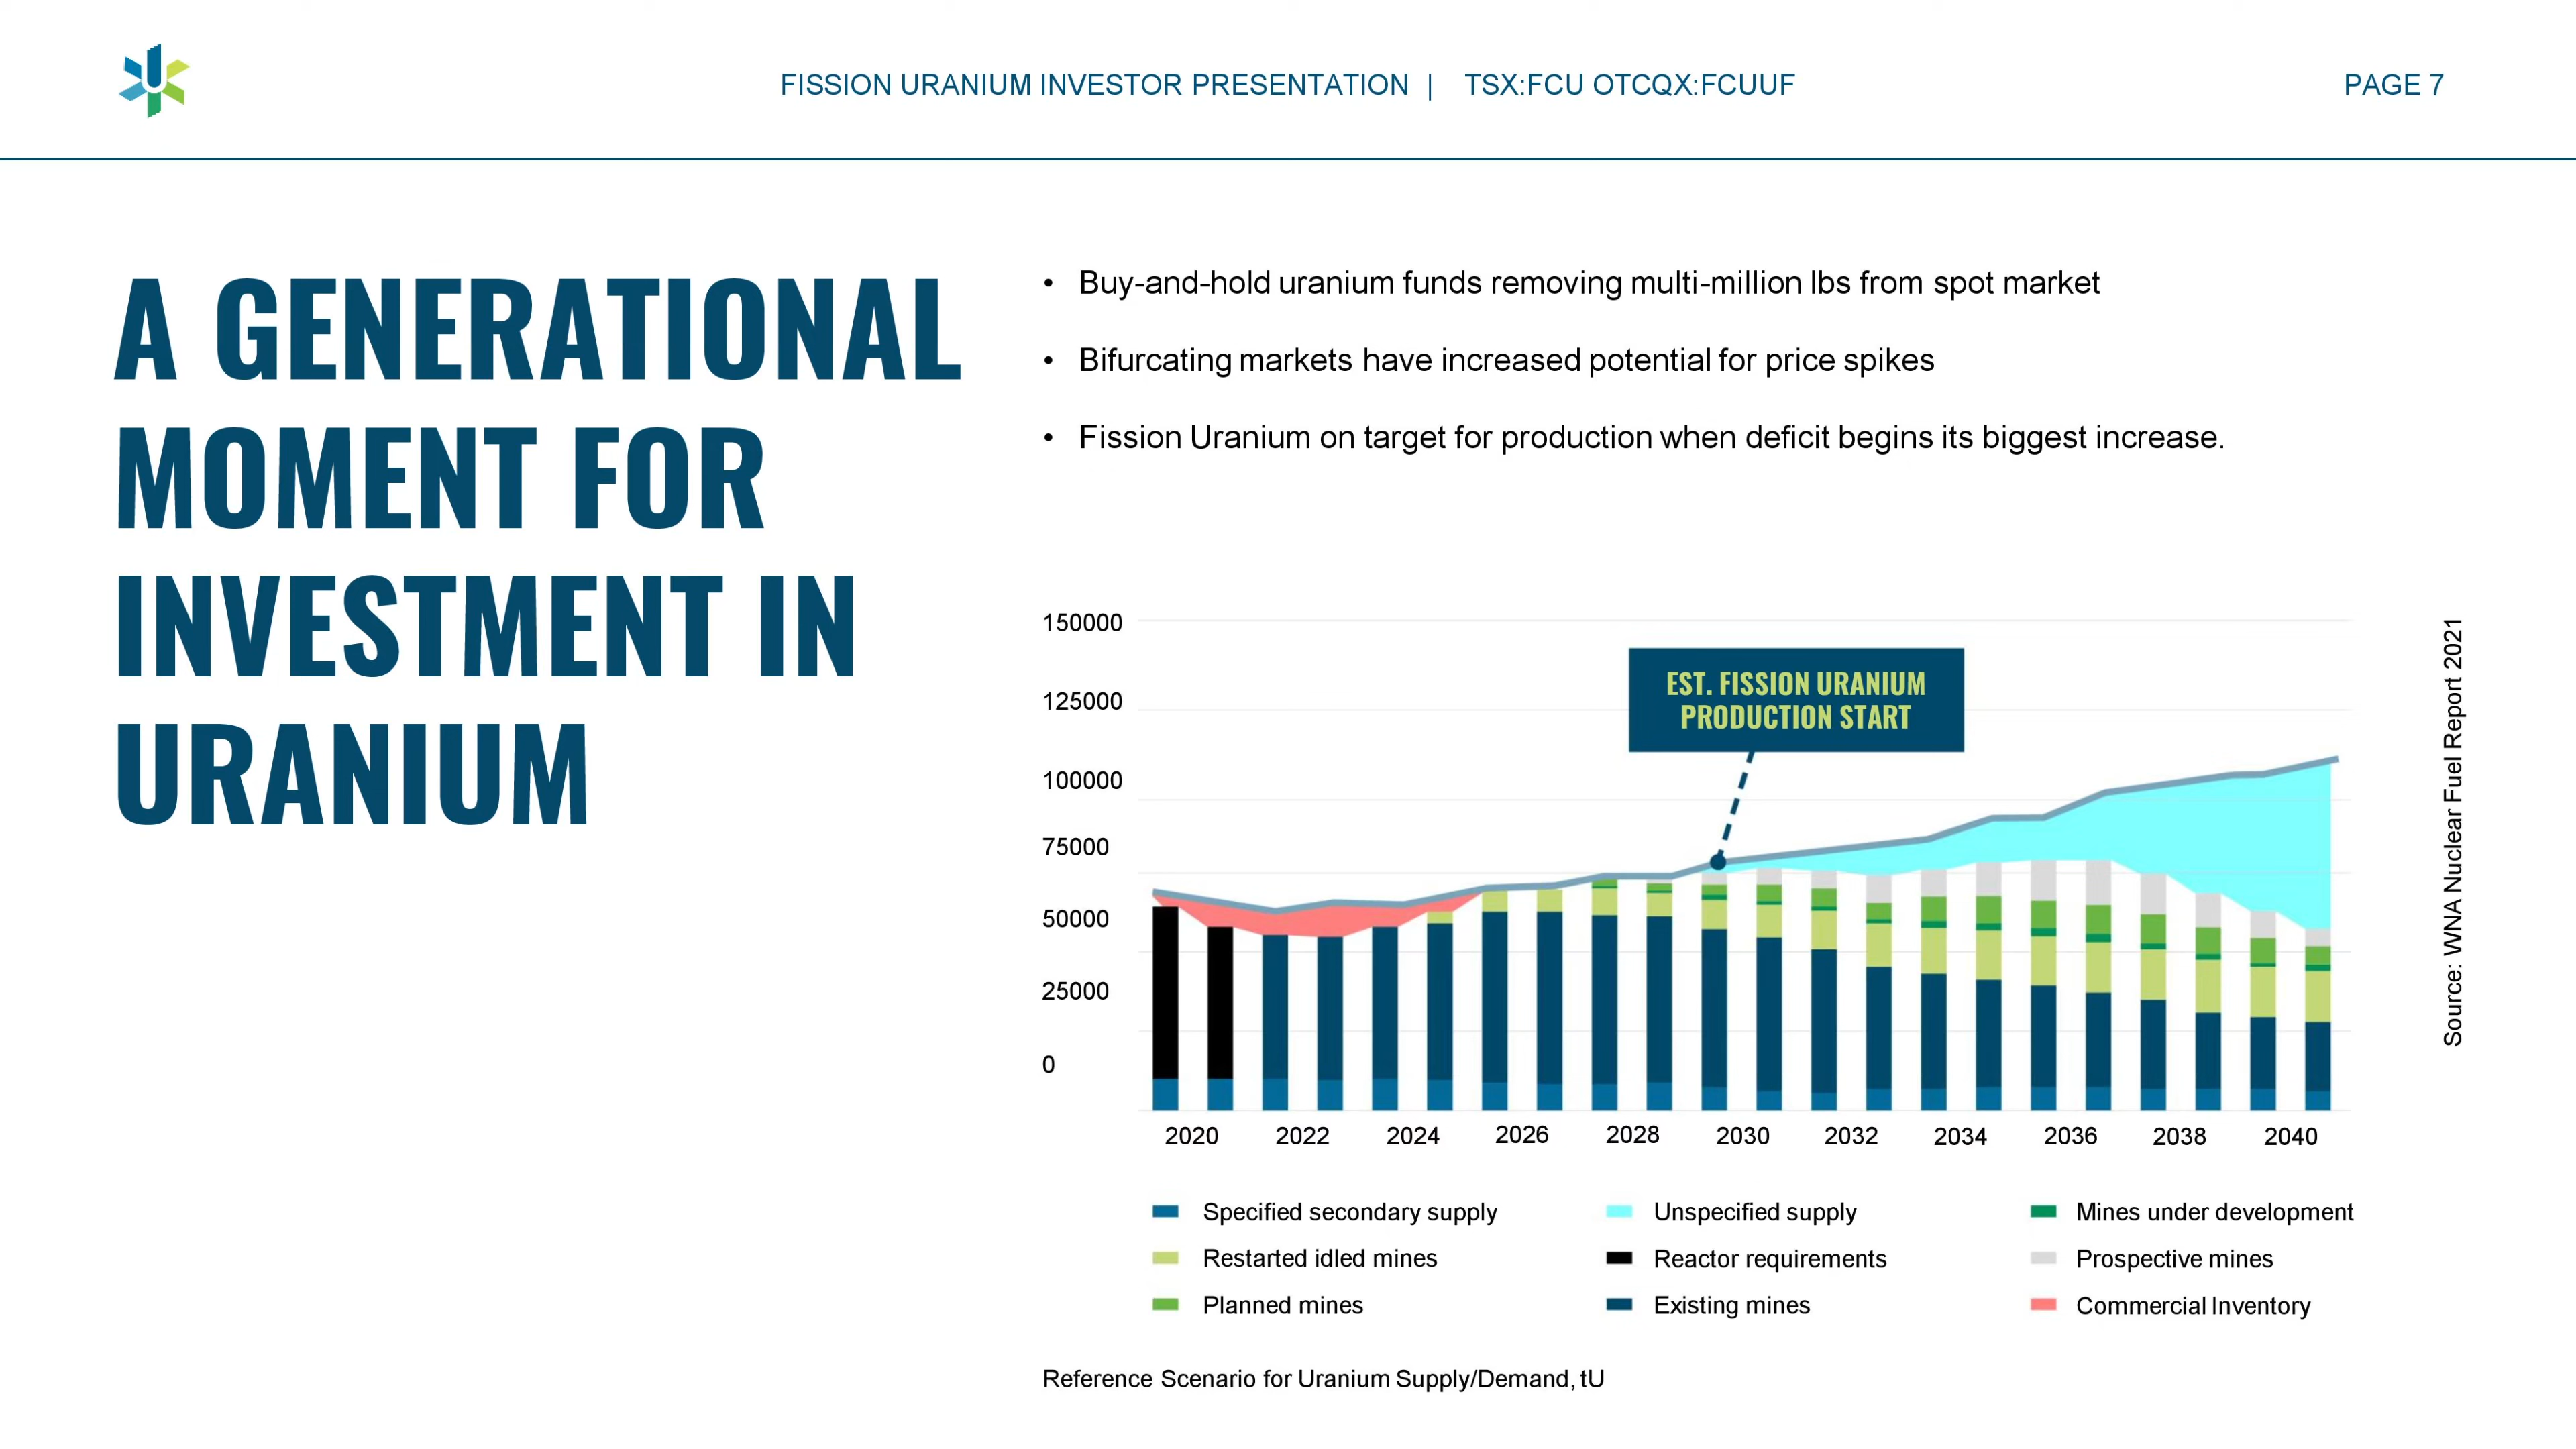 FISSION URANIUM INVESTOR PRESENTATION | TSX:FCU OTCQX:FCUUF
PAGE 7
A GENERATIONAL
MOMENT FOR
INVESTMENT IN
URANIUM
• Buy-and-hold uranium funds removing multi-million lbs from spot market
• Bifurcating markets have increased potential for price spikes
• Fission Uranium on target for production when deficit begins its biggest increase.
150000
125000
100000
75000
50000
25000
0
EST. FISSION URANIUM
PRODUCTION START
2020 2022 2024 2026 2028 2030 2032 2034 2036 2038 2040
Source: WNA Nuclear Fuel Report 2021
Specified secondary supply
Unspecified supply
Mines under development
Restarted idled mines
Reactor requirements
Prospective mines
Planned mines
Existing mines
Commercial Inventory
Reference Scenario for Uranium Supply/Demand, tU